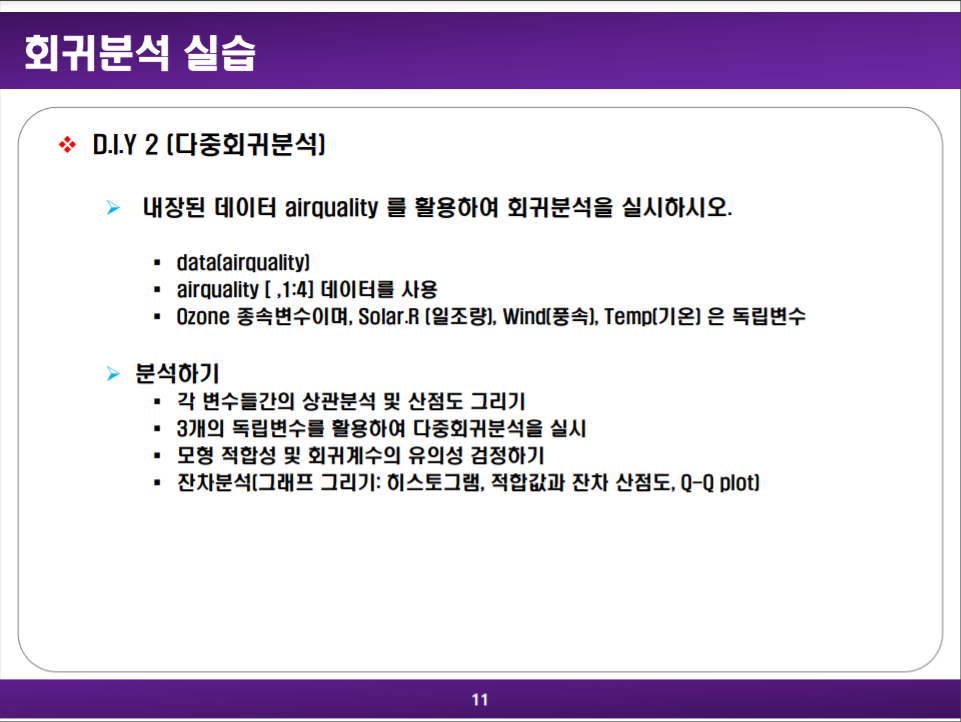 회귀분석 실습
D.I.Y 2 (다중회귀분석)
내장된 데이터 airquality 를 활용하여 회귀분석을 실시하시오.
data(airquality)
airquality [ ,1:4] 데이터를 사용
Ozone 종속변수이며, Solar.R (일조량), Wind(풍속), Temp(기온) 은 독립변수
분석하기
각 변수들간의 상관분석 및 산점도 그리기
3개의 독립변수를 활용하여 다중회귀분석을 실시
모형 적합성 및 회귀계수의 유의성 검정하기
잔차분석(그래프 그리기: 히스토그램, 적합값과 잔차 산점도, Q-Q plot)
11